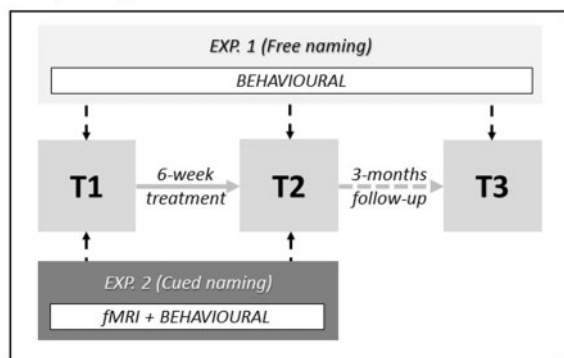 EXP. 1 (Free naming)
BEHAVIOURAL
T1
6-week
treatment
T2
3-months
follow-up
T3
EXP. 2 (Cued naming)
fMRI + BEHAVIOURAL